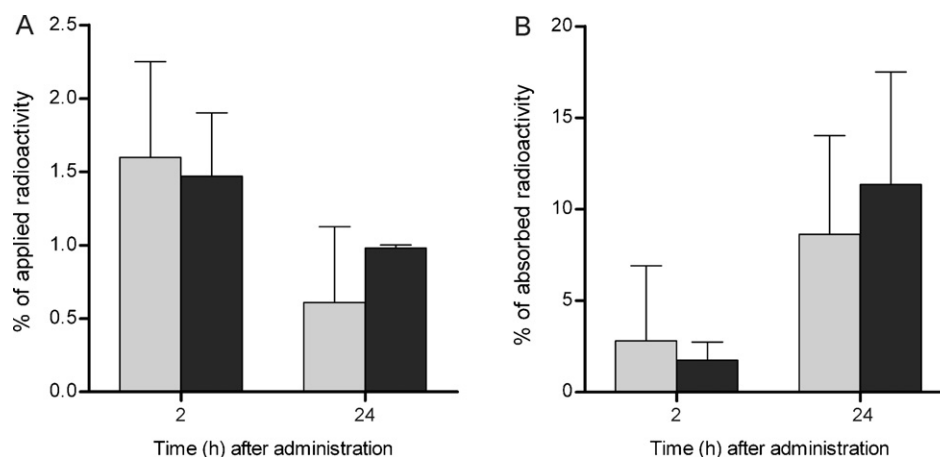 A
% of applied radioactivity
2.5
2.0
1.5
1.0
0.5
0.0
2
24
Time (h) after administration
B
% of absorbed radioactivity
20
15
10
5
0
2
24
Time (h) after administration